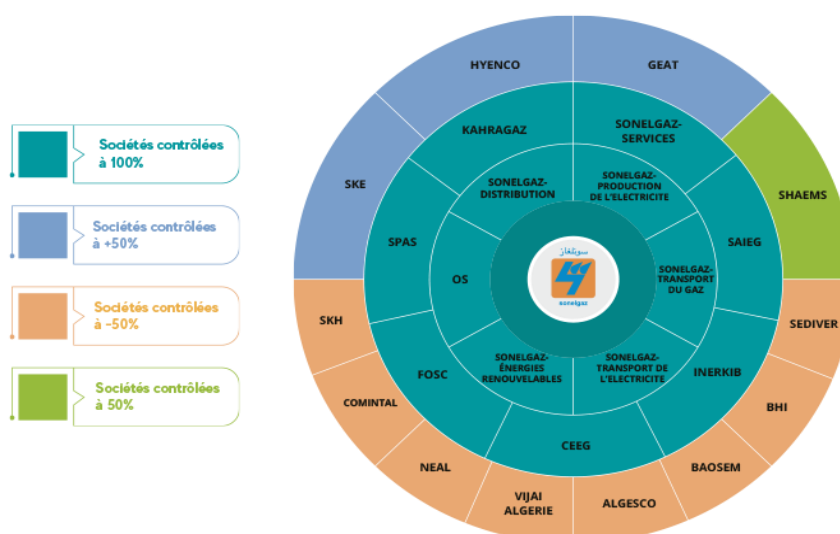 Sociétés contrôlées
à 100%
Sociétés contrôlées
à +50%
Sociétés contrôlées
à -50%
Sociétés contrôlées
à 50%
HYENCO
GEAT
SKE
SHAEMS
KAHRAGAZ
SONELGAZ-
SERVICES
SPAS
SAIEG
SONELGAZ-
DISTRIBUTION
SONELGAZ-
PRODUCTION
DE L'ELECTRICITE
OS
سونلغاز
sonelgaz
SONELGAZ-
TRANSPORT
DU GAZ
SONELGAZ-
ÉNERGIES
RENOUVELABLES
SONELGAZ-
TRANSPORT DE
L'ELECTRICITE
FOSC
INERKIB
CEEG
SKH
SEDIVER
COMINTAL
BHI
NEAL
BAOSEM
VIJAI
ALGERIE
ALGESCO